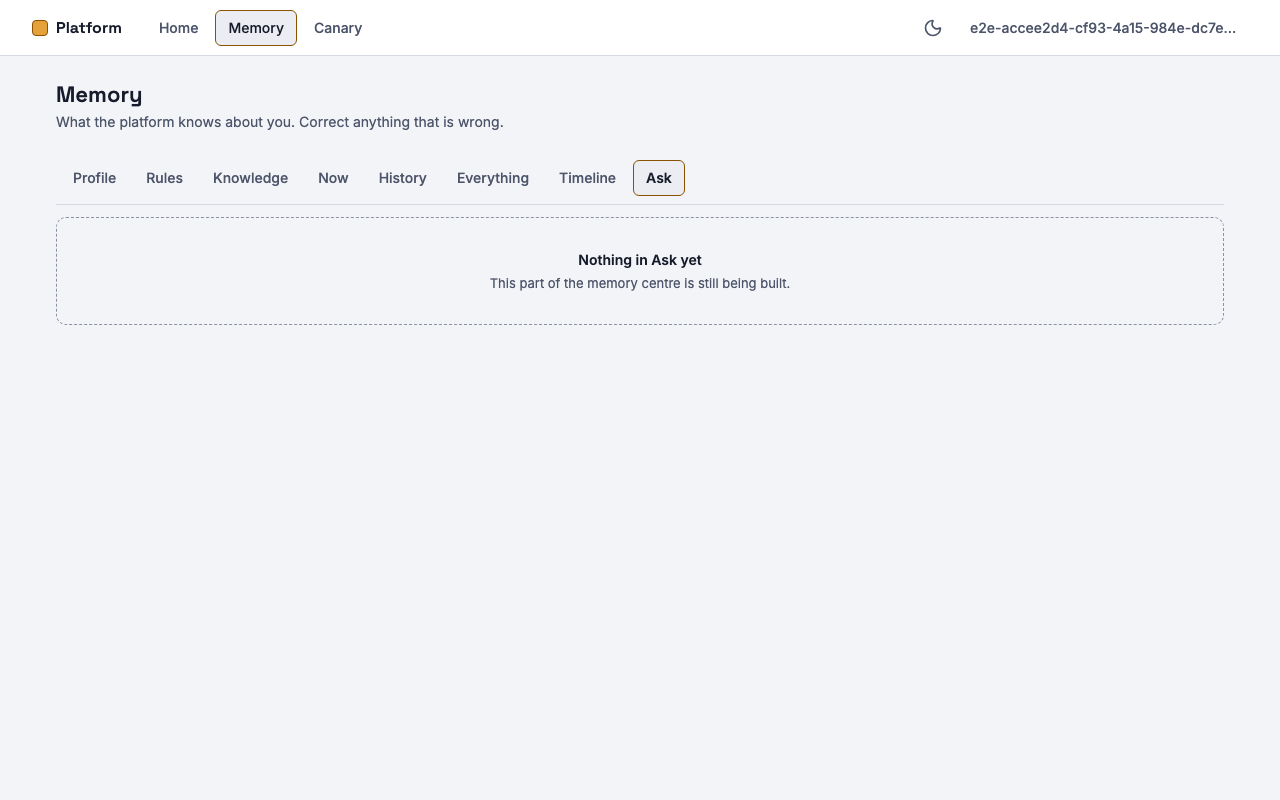 Platform
Home
Memory
Canary
e2e-accee2d4-cf93-4a15-984e-dc7e...
Memory
What the platform knows about you. Correct anything that is wrong.
Profile
Rules
Knowledge
Now
History
Everything
Timeline
Ask
Nothing in Ask yet
This part of the memory centre is still being built.